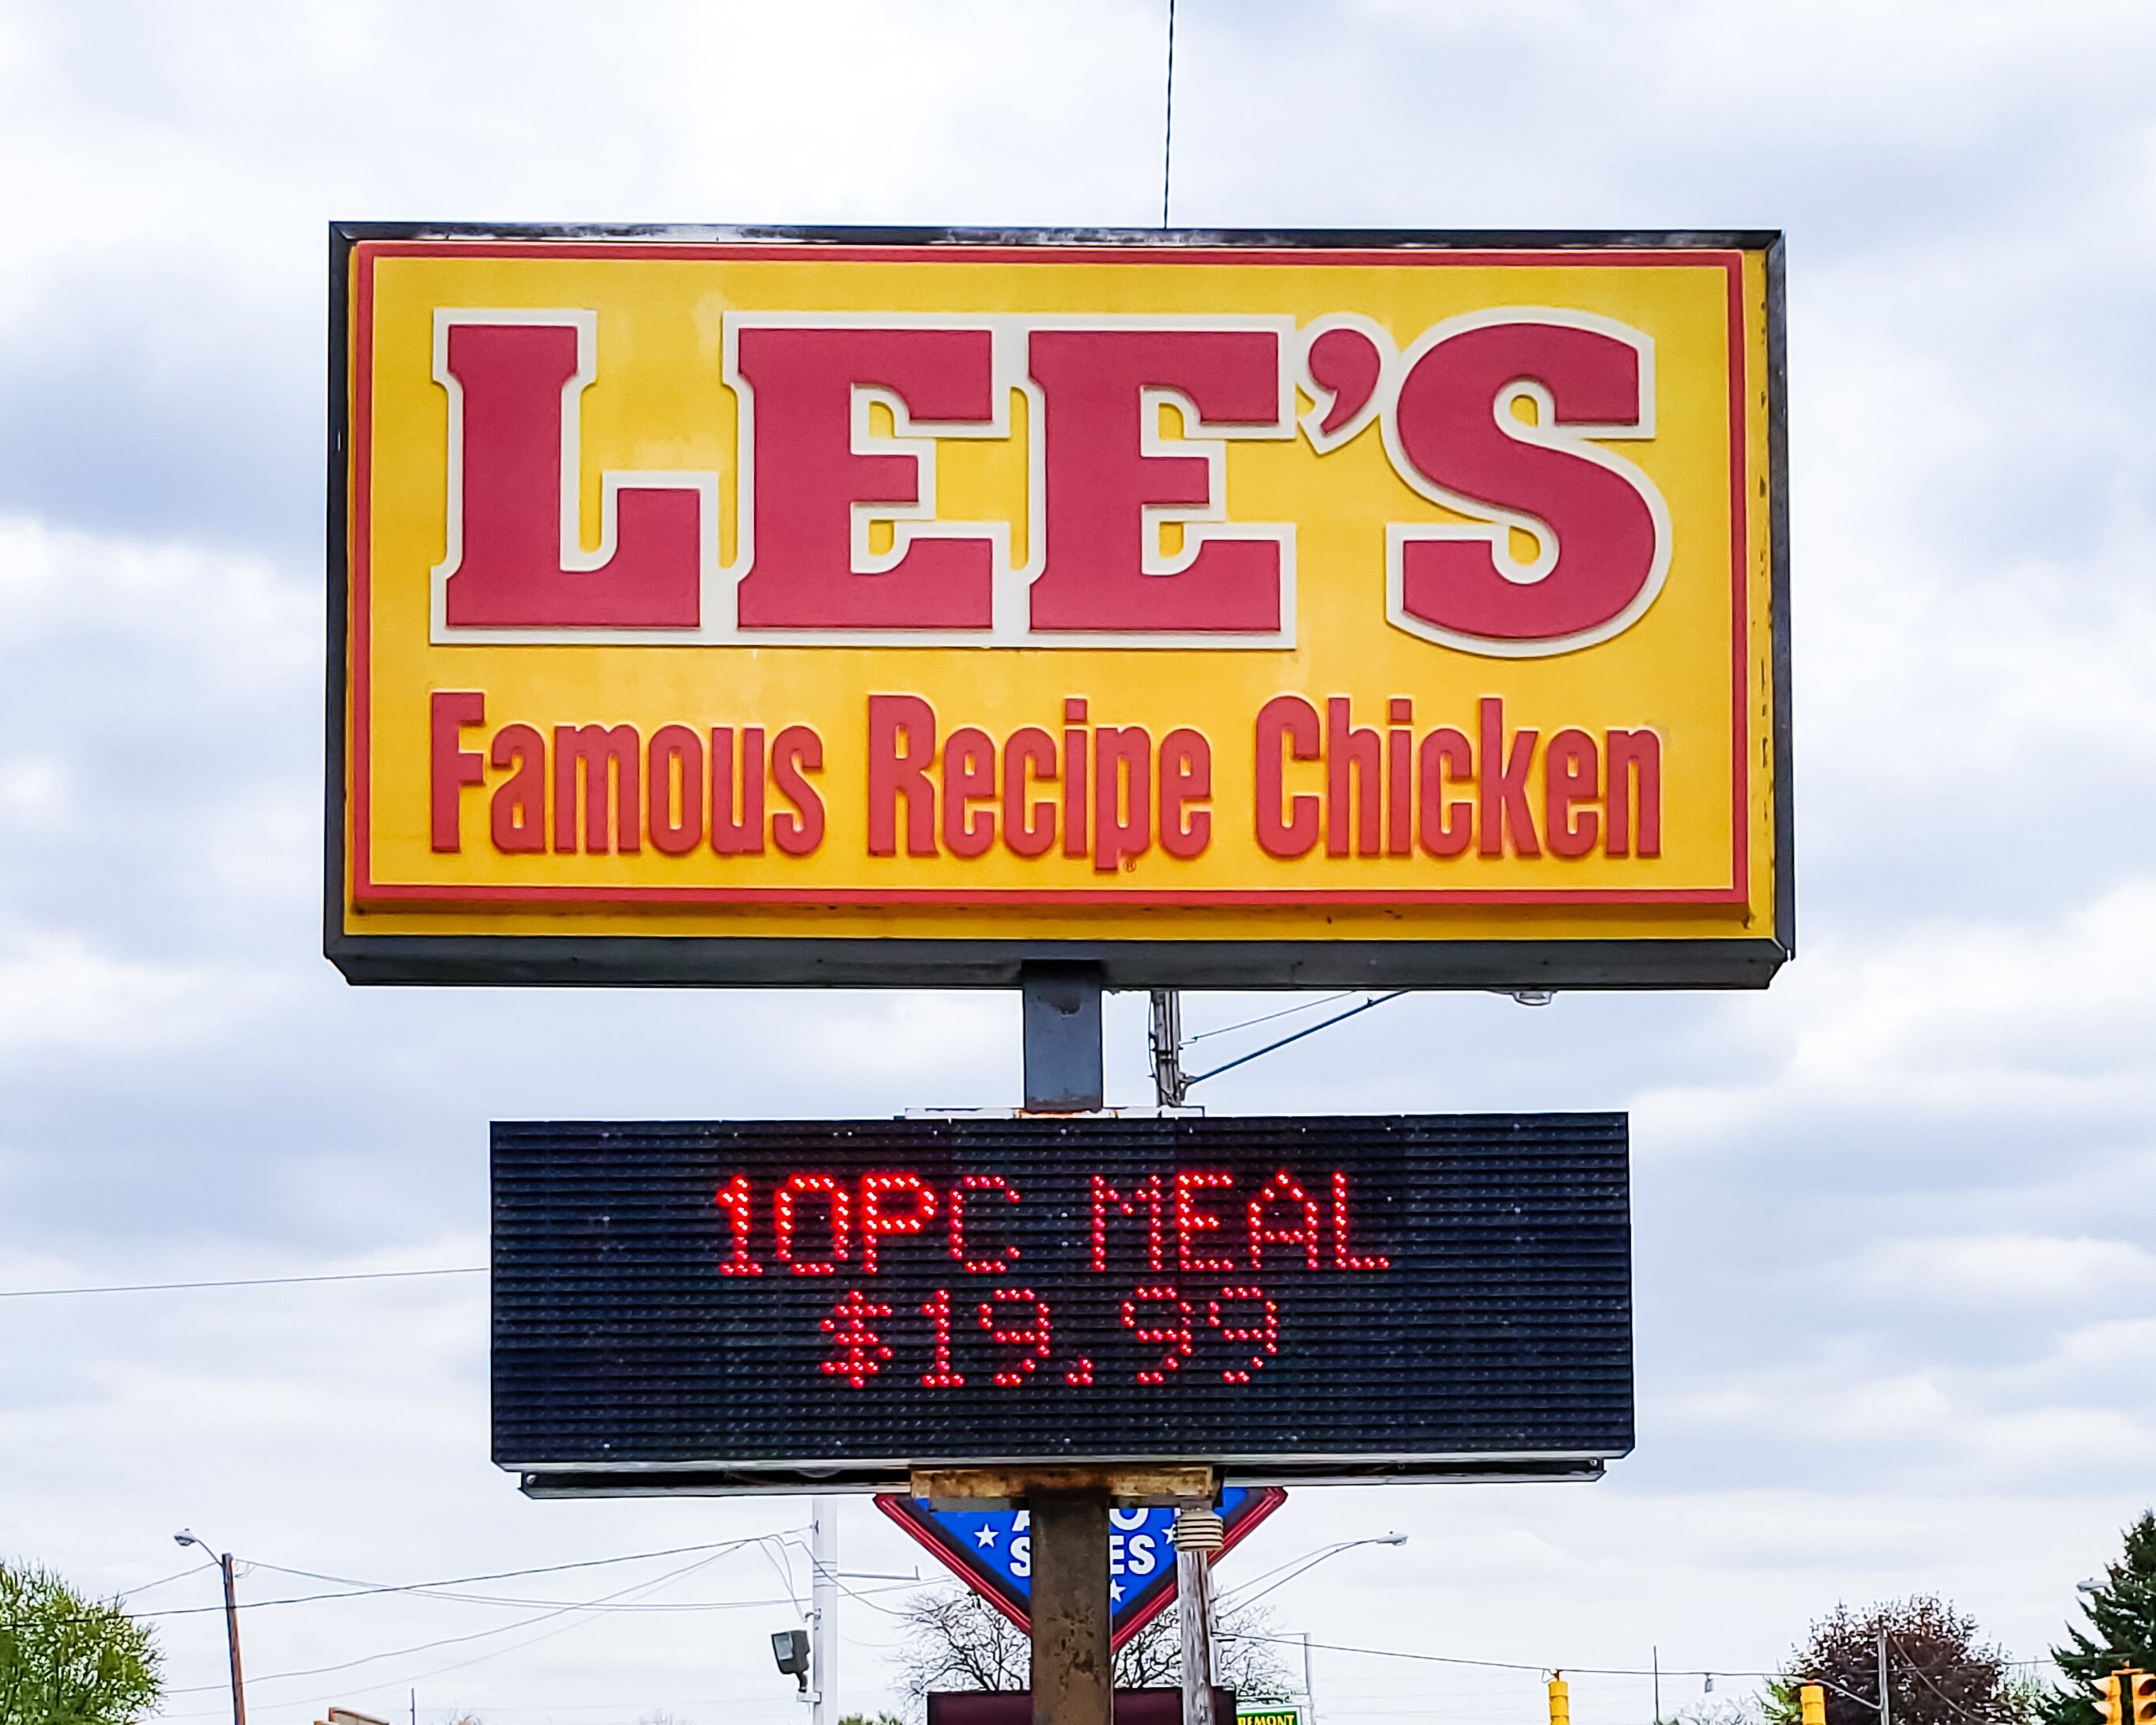 LEE'S
Famous Recipe Chicken
®
10PC MEAL
$19.99